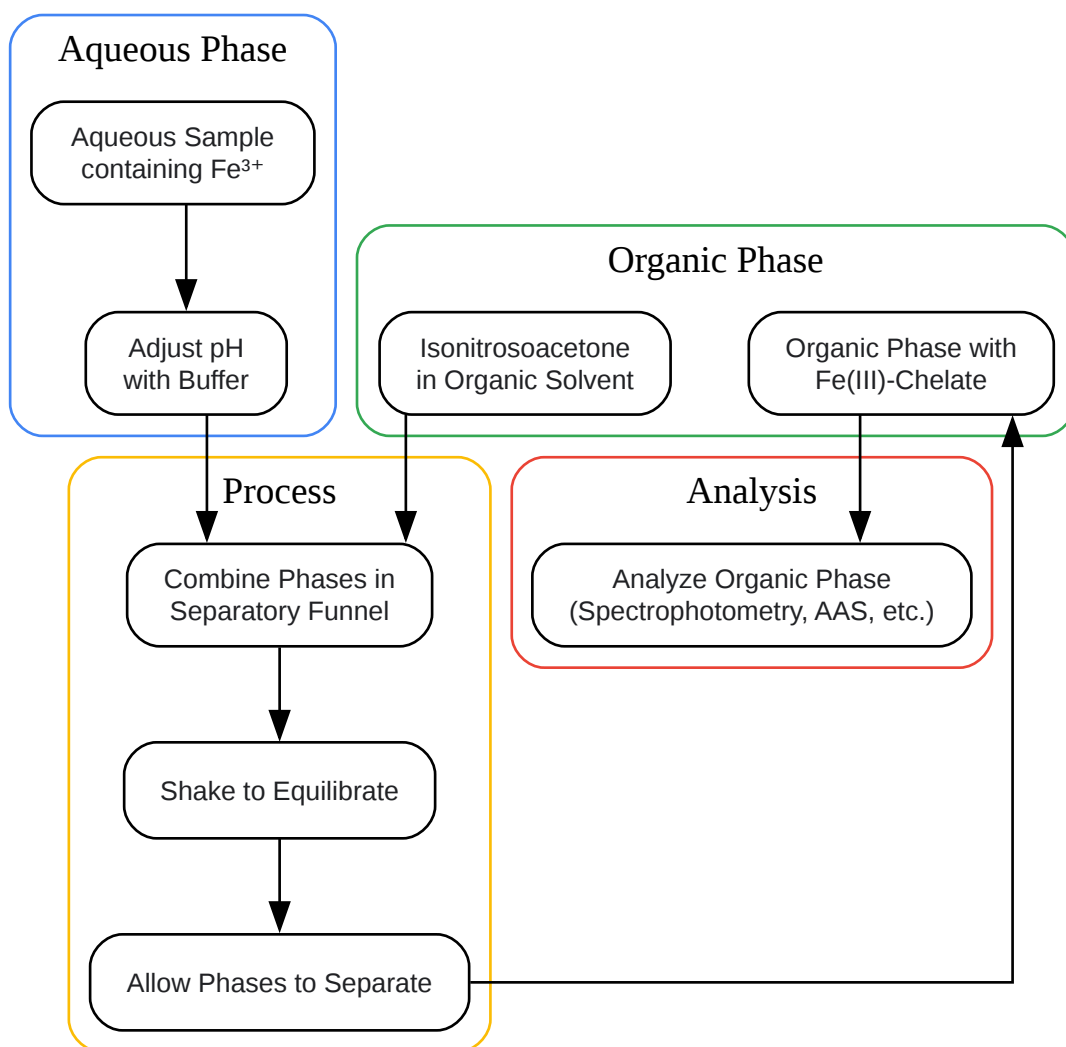 Aqueous Phase
Aqueous Sample
containing Fe³⁺
Adjust pH
with Buffer
Organic Phase
Isonitrosoacetone
in Organic Solvent
Organic Phase with
Fe(III)-Chelate
Process
Combine Phases in
Separatory Funnel
Shake to Equilibrate
Allow Phases to Separate
Analysis
Analyze Organic Phase
(Spectrophotometry, AAS, etc.)